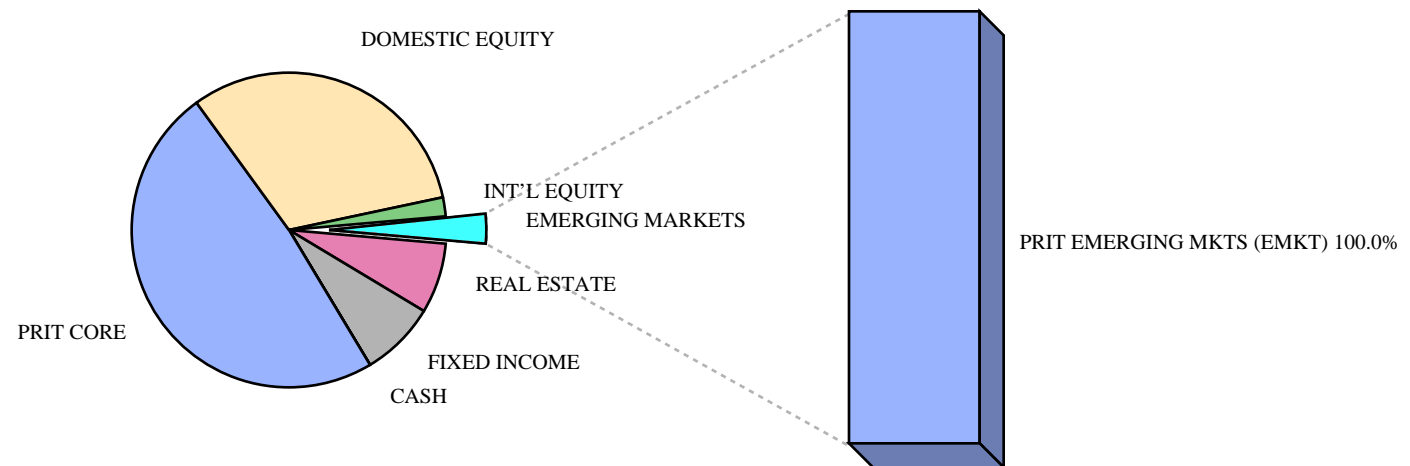 DOMESTIC EQUITY
INT'L EQUITY
EMERGING MARKETS
PRIT EMERGING MKTS (EMKT) 100.0%
REAL ESTATE
PRIT CORE
FIXED INCOME
CASH